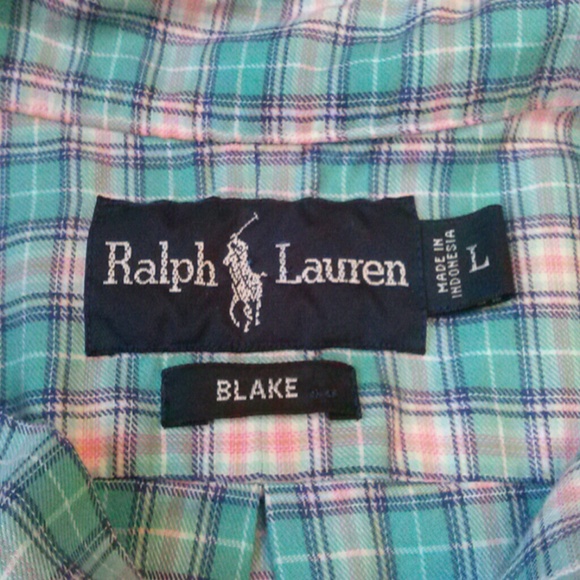 Ralph Lauren
MADE IN
INDONESIA
L
BLAKE